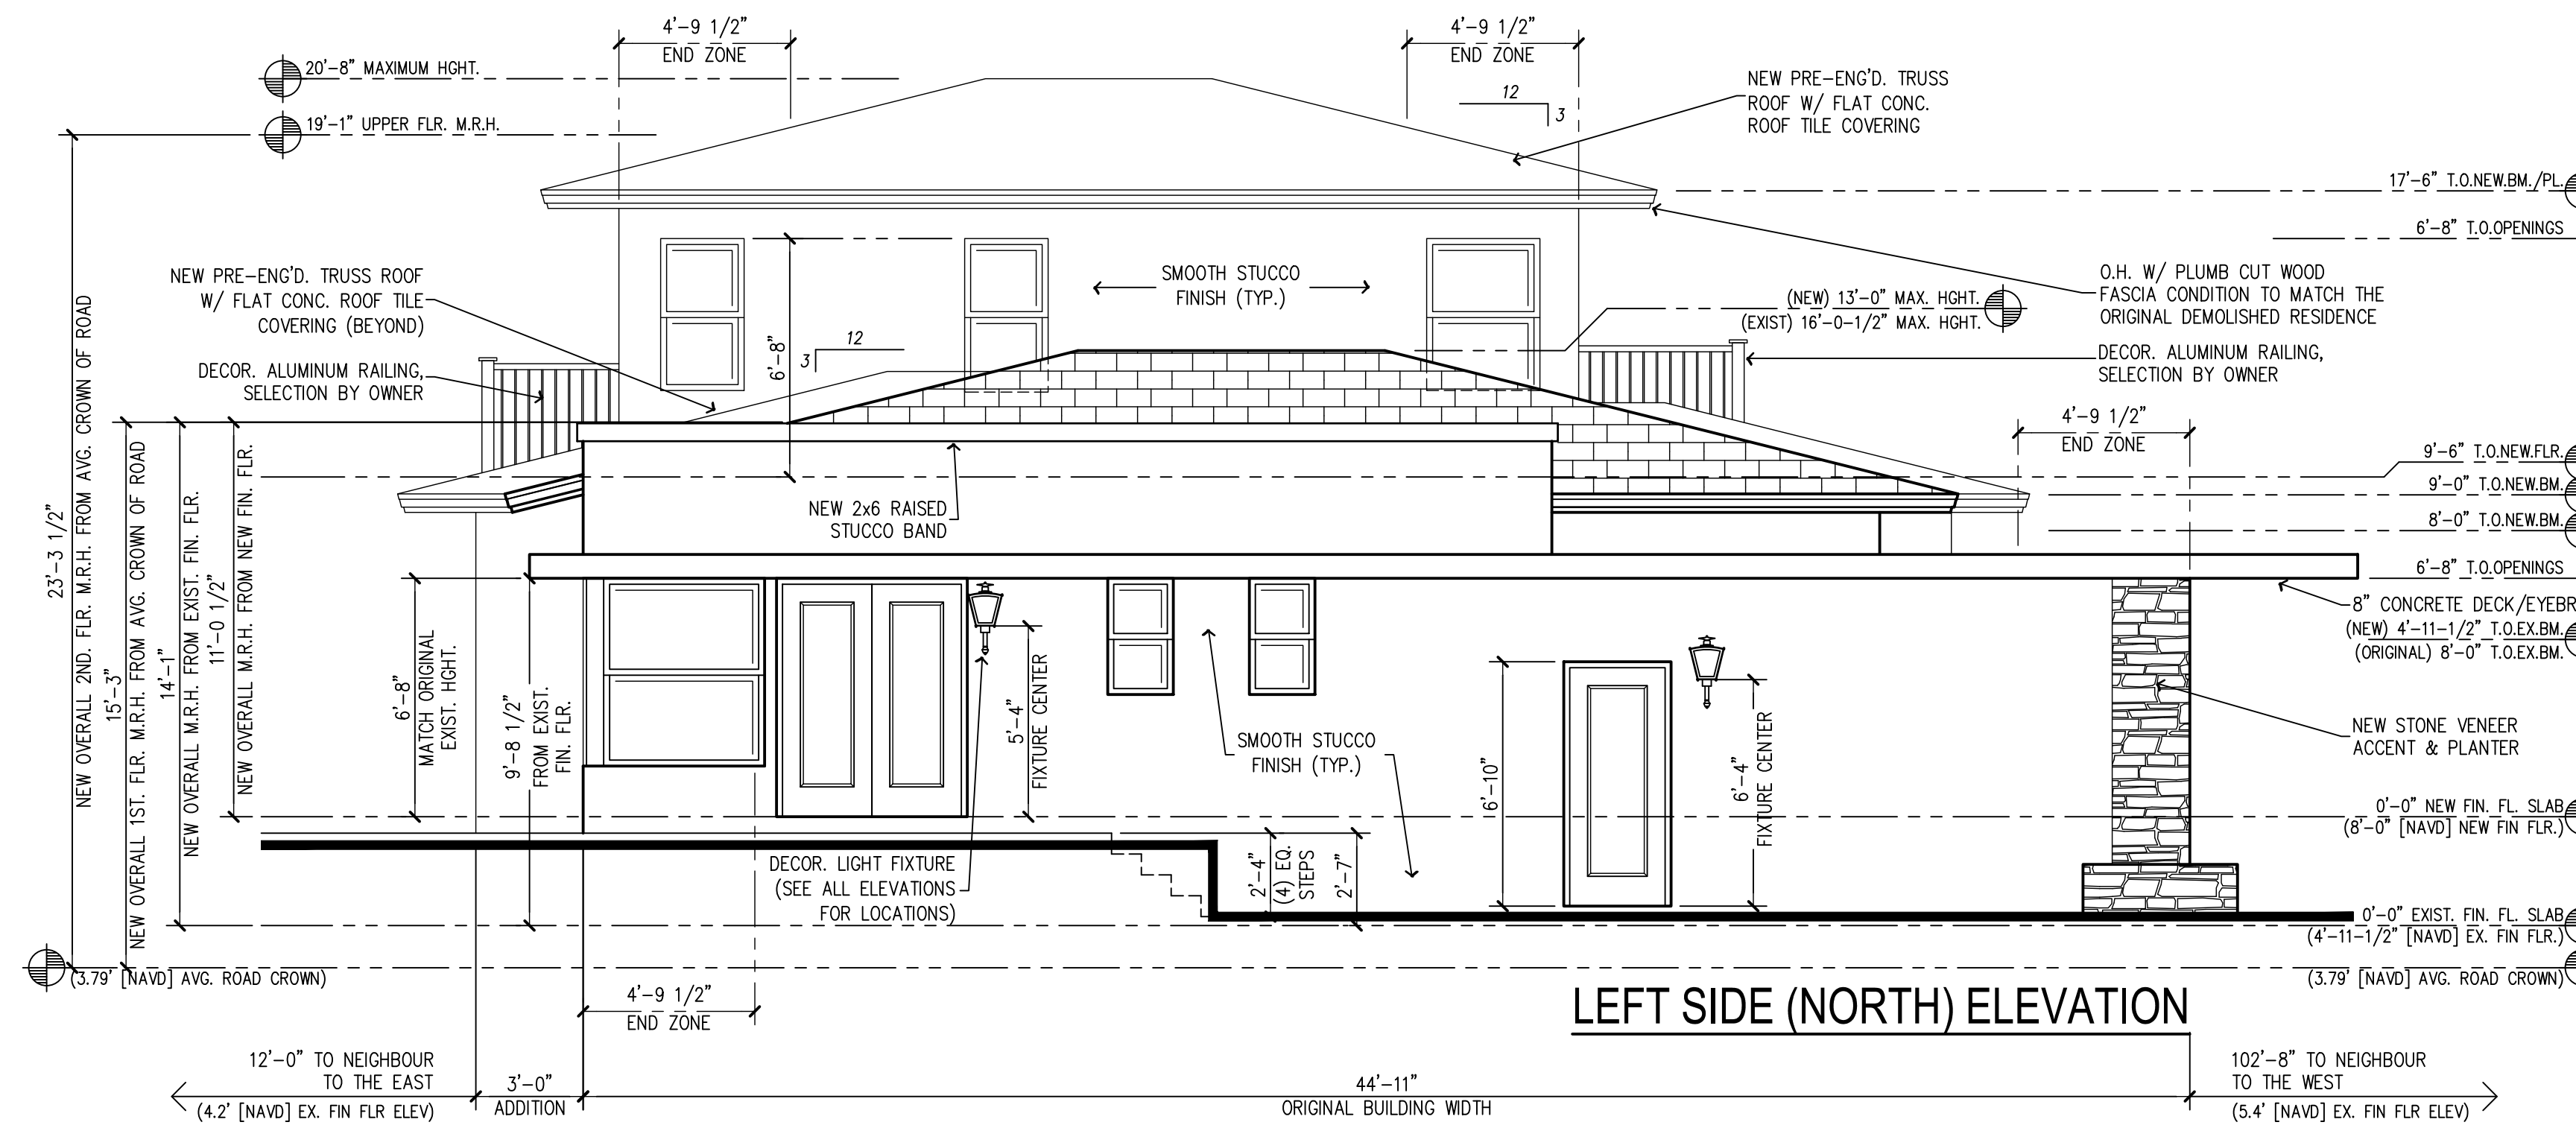 4'-9 1/2"
END ZONE
4'-9 1/2"
END ZONE
20'-8" MAXIMUM HGHT.
19'-1" UPPER FLR. M.R.H.
12
3
NEW PRE-ENG'D. TRUSS
ROOF W/ FLAT CONC.
ROOF TILE COVERING
17'-6" T.O.NEW.BM./PL.
6'-8" T.O.OPENINGS
NEW PRE-ENG'D. TRUSS ROOF
W/ FLAT CONC. ROOF TILE
COVERING (BEYOND)
DECOR. ALUMINUM RAILING,
SELECTION BY OWNER
SMOOTH STUCCO
FINISH (TYP.)
12
3
6'-8"
(NEW) 13'-0" MAX. HGHT.
(EXIST) 16'-0-1/2" MAX. HGHT.
O.H. W/ PLUMB CUT WOOD
FASCIA CONDITION TO MATCH THE
ORIGINAL DEMOLISHED RESIDENCE
DECOR. ALUMINUM RAILING,
SELECTION BY OWNER
4'-9 1/2"
END ZONE
9'-6" T.O.NEW.FLR.
9'-0" T.O.NEW.BM.
8'-0" T.O.NEW.BM.
6'-8" T.O.OPENINGS
8" CONCRETE DECK/EYEBR
(NEW) 4'-11-1/2" T.O.EX.BM.
(ORIGINAL) 8'-0" T.O.EX.BM.
NEW 2x6 RAISED
STUCCO BAND
23'-3 1/2"
NEW OVERALL 2ND. FLR. M.R.H. FROM AVG. CROWN OF ROAD
15'-3"
NEW OVERALL 1ST. FLR. M.R.H. FROM AVG. CROWN OF ROAD
14'-1"
NEW OVERALL M.R.H. FROM EXIST. FIN. FLR.
11'-0 1/2"
NEW OVERALL M.R.H. FROM NEW FIN. FLR.
6'-8"
MATCH ORIGINAL
EXIST. HGHT.
9'-8 1/2"
FROM EXIST.
FIN. FLR.
5'-4"
FIXTURE CENTER
SMOOTH STUCCO
FINISH (TYP.)
6'-10"
6'-4"
FIXTURE CENTER
NEW STONE VENEER
ACCENT & PLANTER
0'-0" NEW FIN. FL. SLAB
(8'-0" [NAVD] NEW FIN FLR.)
DECOR. LIGHT FIXTURE
(SEE ALL ELEVATIONS
FOR LOCATIONS)
2'-4"
(4) EQ.
STEPS
2'-7"
0'-0" EXIST. FIN. FL. SLAB
(4'-11-1/2" [NAVD] EX. FIN FLR.)
(3.79' [NAVD] AVG. ROAD CROWN)
(3.79' [NAVD] AVG. ROAD CROWN)
4'-9 1/2"
END ZONE
LEFT SIDE (NORTH) ELEVATION
12'-0" TO NEIGHBOUR
TO THE EAST
(4.2' [NAVD] EX. FIN FLR ELEV)
3'-0"
ADDITION
44'-11"
ORIGINAL BUILDING WIDTH
102'-8" TO NEIGHBOUR
TO THE WEST
(5.4' [NAVD] EX. FIN FLR ELEV)